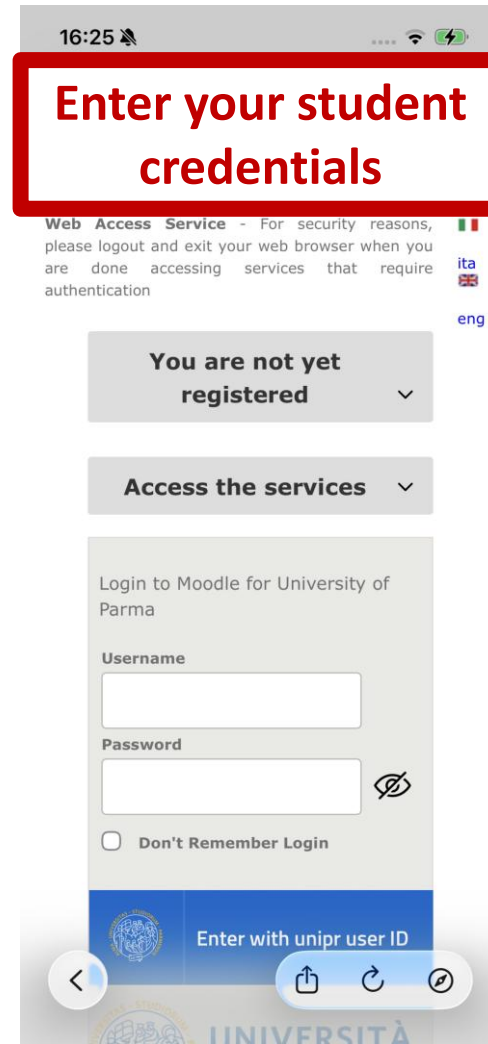 16:25
Enter your student
credentials
Web Access Service - For security reasons,
please logout and exit your web browser when you
are done accessing services that require
authentication
ita
eng
You are not yet
registered
Access the services
Login to Moodle for University of
Parma
Username
Password
Don't Remember Login
Enter with unipr user ID
UNIVERSITÀ